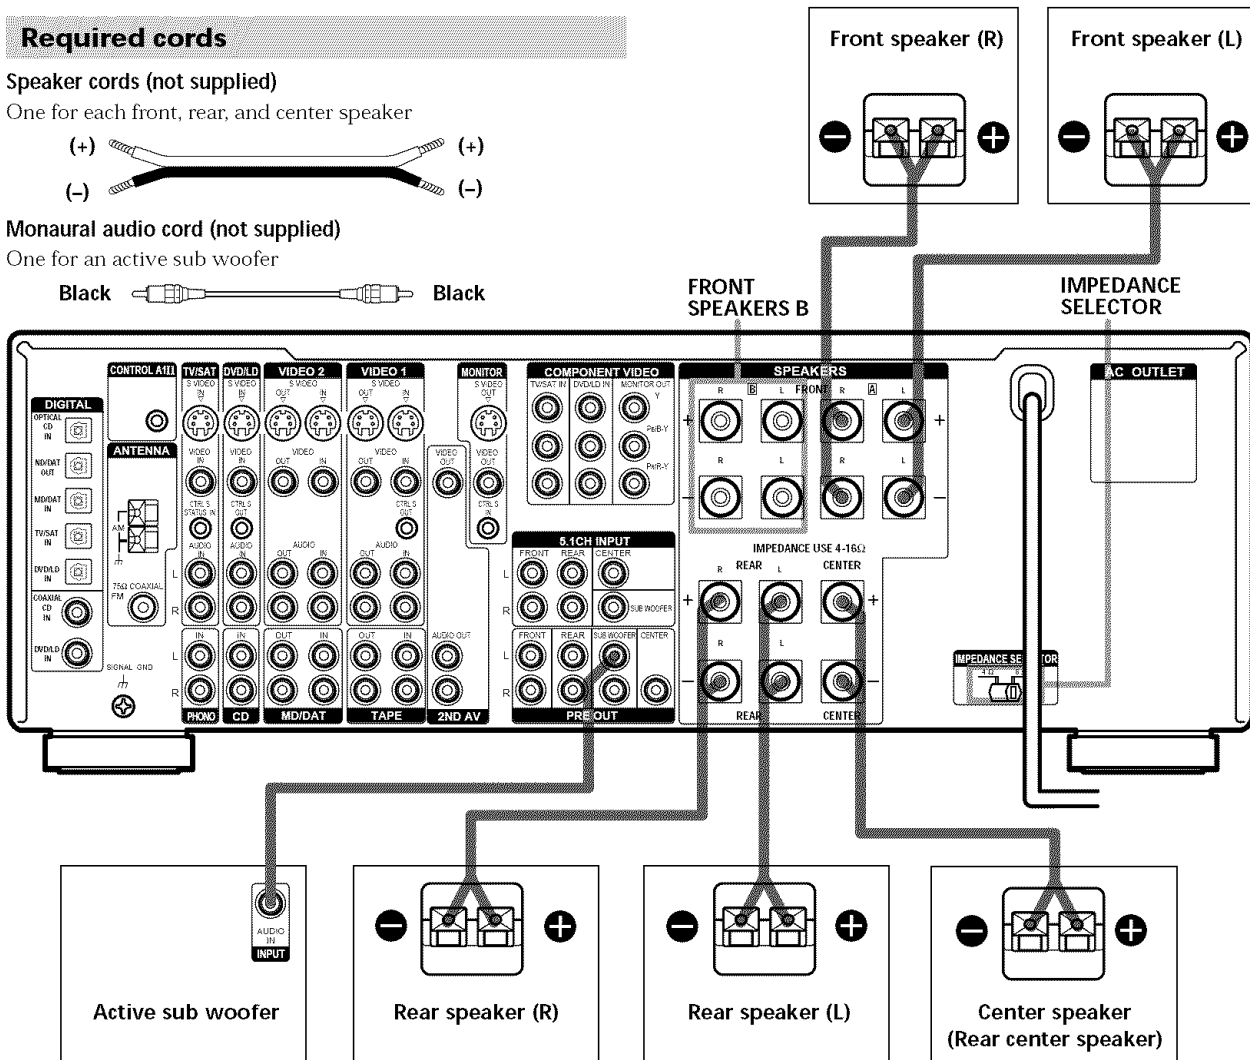 Required cords
Speaker cords (not supplied)
One for each front, rear, and center speaker
(+)
(+)
(–)
(–)
Monaural audio cord (not supplied)
One for an active sub woofer
Black
Black
Front speaker (R)
Front speaker (L)
FRONT
SPEAKERS B
IMPEDANCE
SELECTOR
DIGITAL
OPTICAL
CD
IN
MD/DAT
OUT
MD/DAT
IN
TV/SAT
IN
DVD/LD
IN
COAXIAL
CD
IN
DVD/LD
IN
CONTROL A1II
ANTENNA
AM
75Ω COAXIAL
FM
SIGNAL GND
TV/SAT
S VIDEO
IN
VIDEO
IN
CTRL S
STATUS IN
AUDIO
IN
L
R
IN
L
R
PHONO
DVD/LD
S VIDEO
IN
VIDEO
IN
CTRL S
OUT
AUDIO
IN
IN
CD
VIDEO 2
S VIDEO
OUT IN
VIDEO
OUT IN
AUDIO
OUT IN
OUT IN
MD/DAT
VIDEO 1
S VIDEO
OUT IN
VIDEO
OUT IN
CTRL S
OUT
AUDIO
OUT IN
OUT IN
TAPE
VIDEO
OUT
AUDIO OUT
2ND AV
MONITOR
S VIDEO
OUT
VIDEO
OUT
CTRL S
IN
COMPONENT VIDEO
TV/SAT IN DVD/LD IN MONITOR OUT
Y
PB/B-Y
PR/R-Y
5.1CH INPUT
FRONT REAR CENTER
L
R
SUB WOOFER
FRONT REAR SUB WOOFER CENTER
L
R
PRE OUT
SPEAKERS
R B L FRONT R A L
+ +
R L R L
– –
IMPEDANCE USE 4-16Ω
R REAR L CENTER
+ +
R L
– –
REAR CENTER
AC OUTLET
IMPEDANCE SELECTOR
4 Ω
AUDIO
IN
INPUT
Active sub woofer
Rear speaker (R)
Rear speaker (L)
Center speaker
(Rear center speaker)